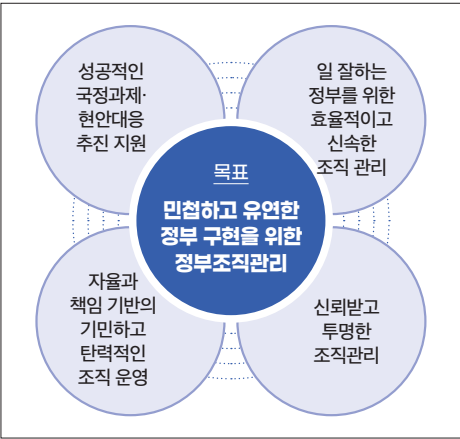 성공적인
국정과제·
현안대응
추진 지원
일 잘하는
정부를 위한
효율적이고
신속한
조직 관리
목표
민첩하고 유연한
정부 구현을 위한
정부조직관리
자율과
책임 기반의
기민하고
탄력적인
조직 운영
신뢰받고
투명한
조직관리